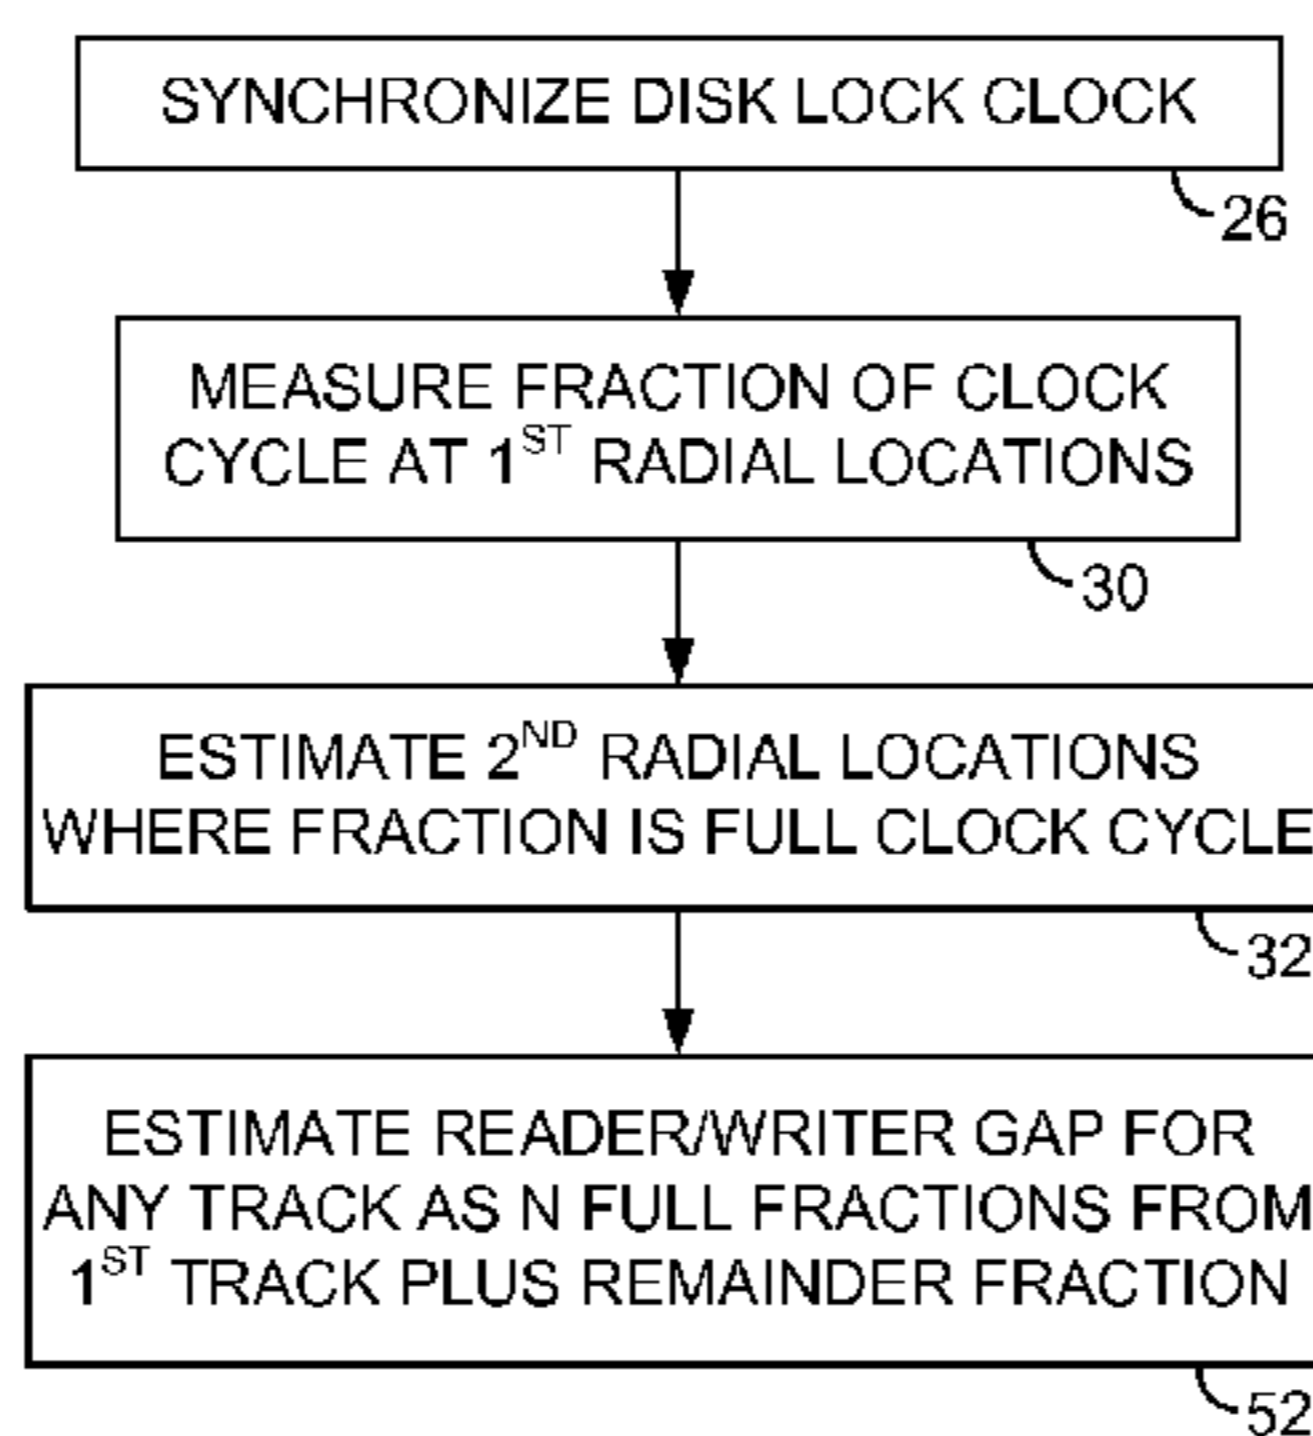 SYNCHRONIZE DISK LOCK CLOCK
26
MEASURE FRACTION OF CLOCK
CYCLE AT 1ST RADIAL LOCATIONS
30
ESTIMATE 2ND RADIAL LOCATIONS
WHERE FRACTION IS FULL CLOCK CYCLE
32
ESTIMATE READER/WRITER GAP FOR
ANY TRACK AS N FULL FRACTIONS FROM
1ST TRACK PLUS REMAINDER FRACTION
52